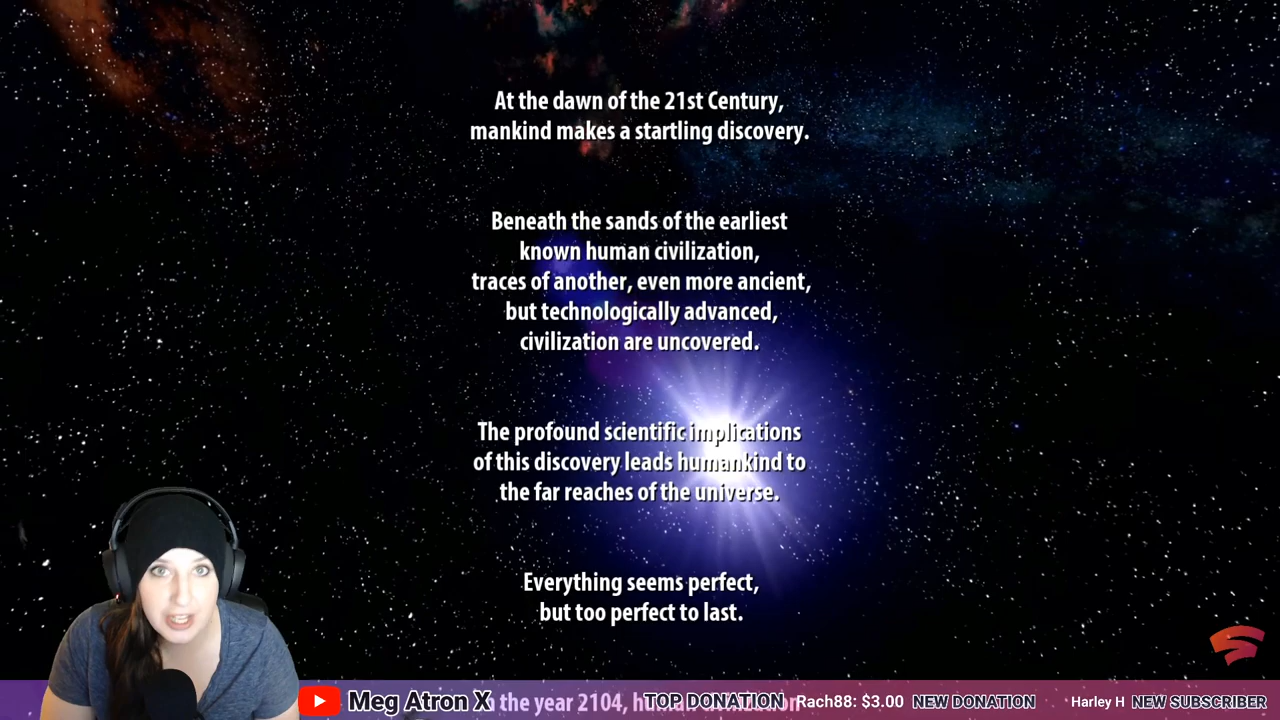 At the dawn of the 21st Century,
mankind makes a startling discovery.
Beneath the sands of the earliest
known human civilization,
traces of another, even more ancient,
but technologically advanced,
civilization are uncovered.
The profound scientific implications
of this discovery leads humankind to
the far reaches of the universe.
Everything seems perfect,
but too perfect to last.
the year 2104, human civilization
Meg Atron X
TOP DONATION Rach88: $3.00 NEW DONATION Harley H NEW SUBSCRIBER